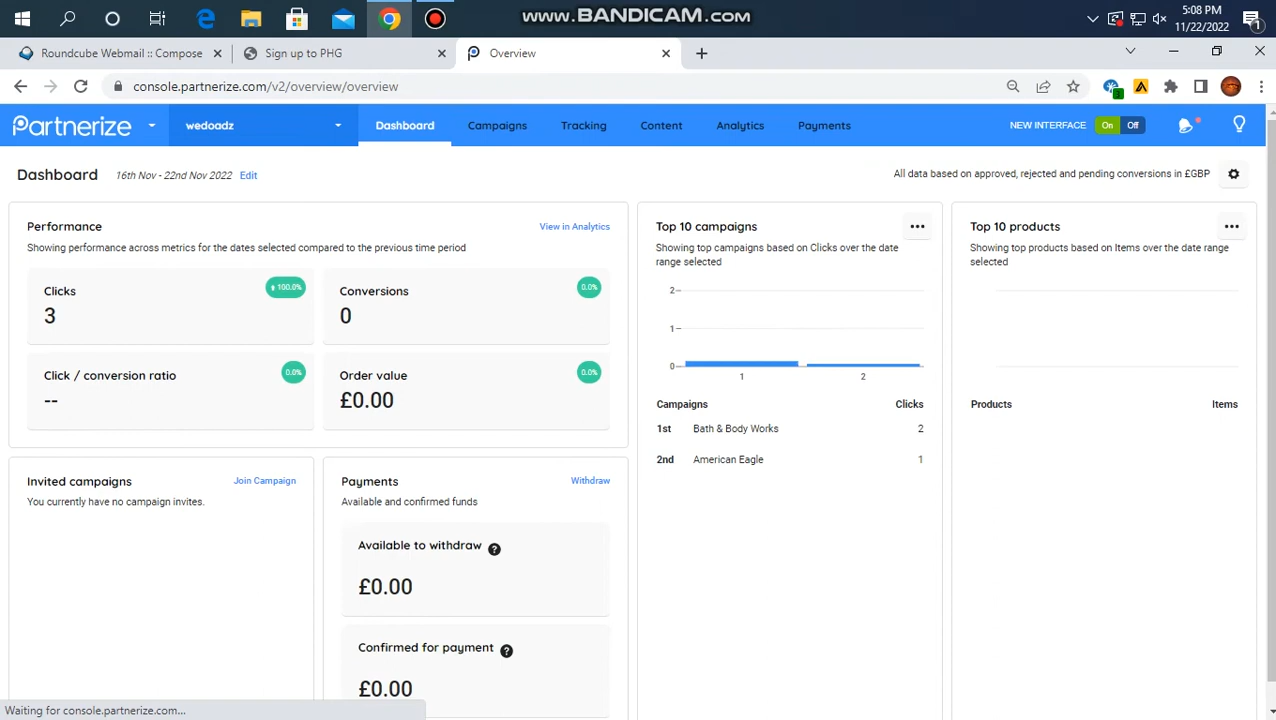 www.BANDICAM.com
5:08 PM
11/22/2022
1
Roundcube Webmail :: Compose
Sign up to PHG
Overview
console.partnerize.com/v2/overview/overview
Partnerize
wedoadz
Dashboard
Campaigns
Tracking
Content
Analytics
Payments
NEW INTERFACE
On
Off
Dashboard
16th Nov - 22nd Nov 2022
Edit
All data based on approved, rejected and pending conversions in £GBP
Performance
View in Analytics
Showing performance across metrics for the dates selected compared to the previous time period
Clicks
100.0%
3
Conversions
0.0%
0
Click / conversion ratio
0.0%
--
Order value
0.0%
£0.00
Top 10 campaigns
Showing top campaigns based on Clicks over the date
range selected
2
1
0
1
2
Campaigns
Clicks
1st Bath & Body Works 2
2nd American Eagle 1
Top 10 products
Showing top products based on Items over the date range
selected
Products
Items
Invited campaigns
Join Campaign
You currently have no campaign invites.
Payments
Withdraw
Available and confirmed funds
Available to withdraw ?
£0.00
Confirmed for payment ?
£0.00
Waiting for console.partnerize.com...